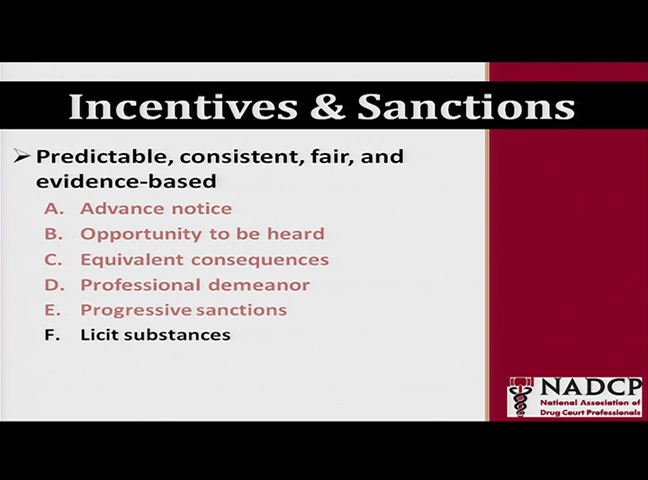 Incentives & Sanctions
➢ Predictable, consistent, fair, and
evidence-based
A. Advance notice
B. Opportunity to be heard
C. Equivalent consequences
D. Professional demeanor
E. Progressive sanctions
F. Licit substances
NADCP
National Association of
Drug Court Professionals